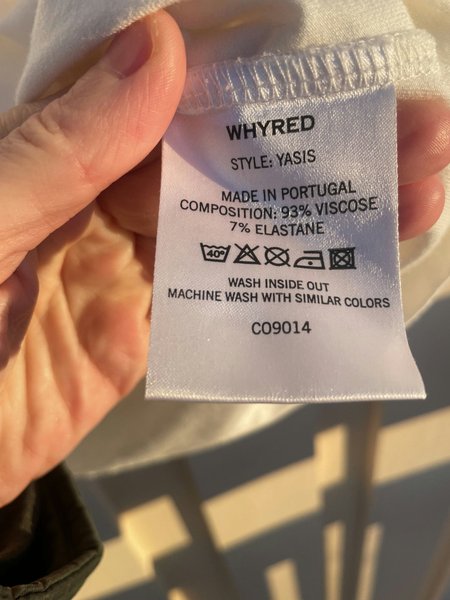 WHYRED
STYLE: YASIS
MADE IN PORTUGAL
COMPOSITION: 93% VISCOSE
7% ELASTANE
40°
WASH INSIDE OUT
MACHINE WASH WITH SIMILAR COLORS
CO9014